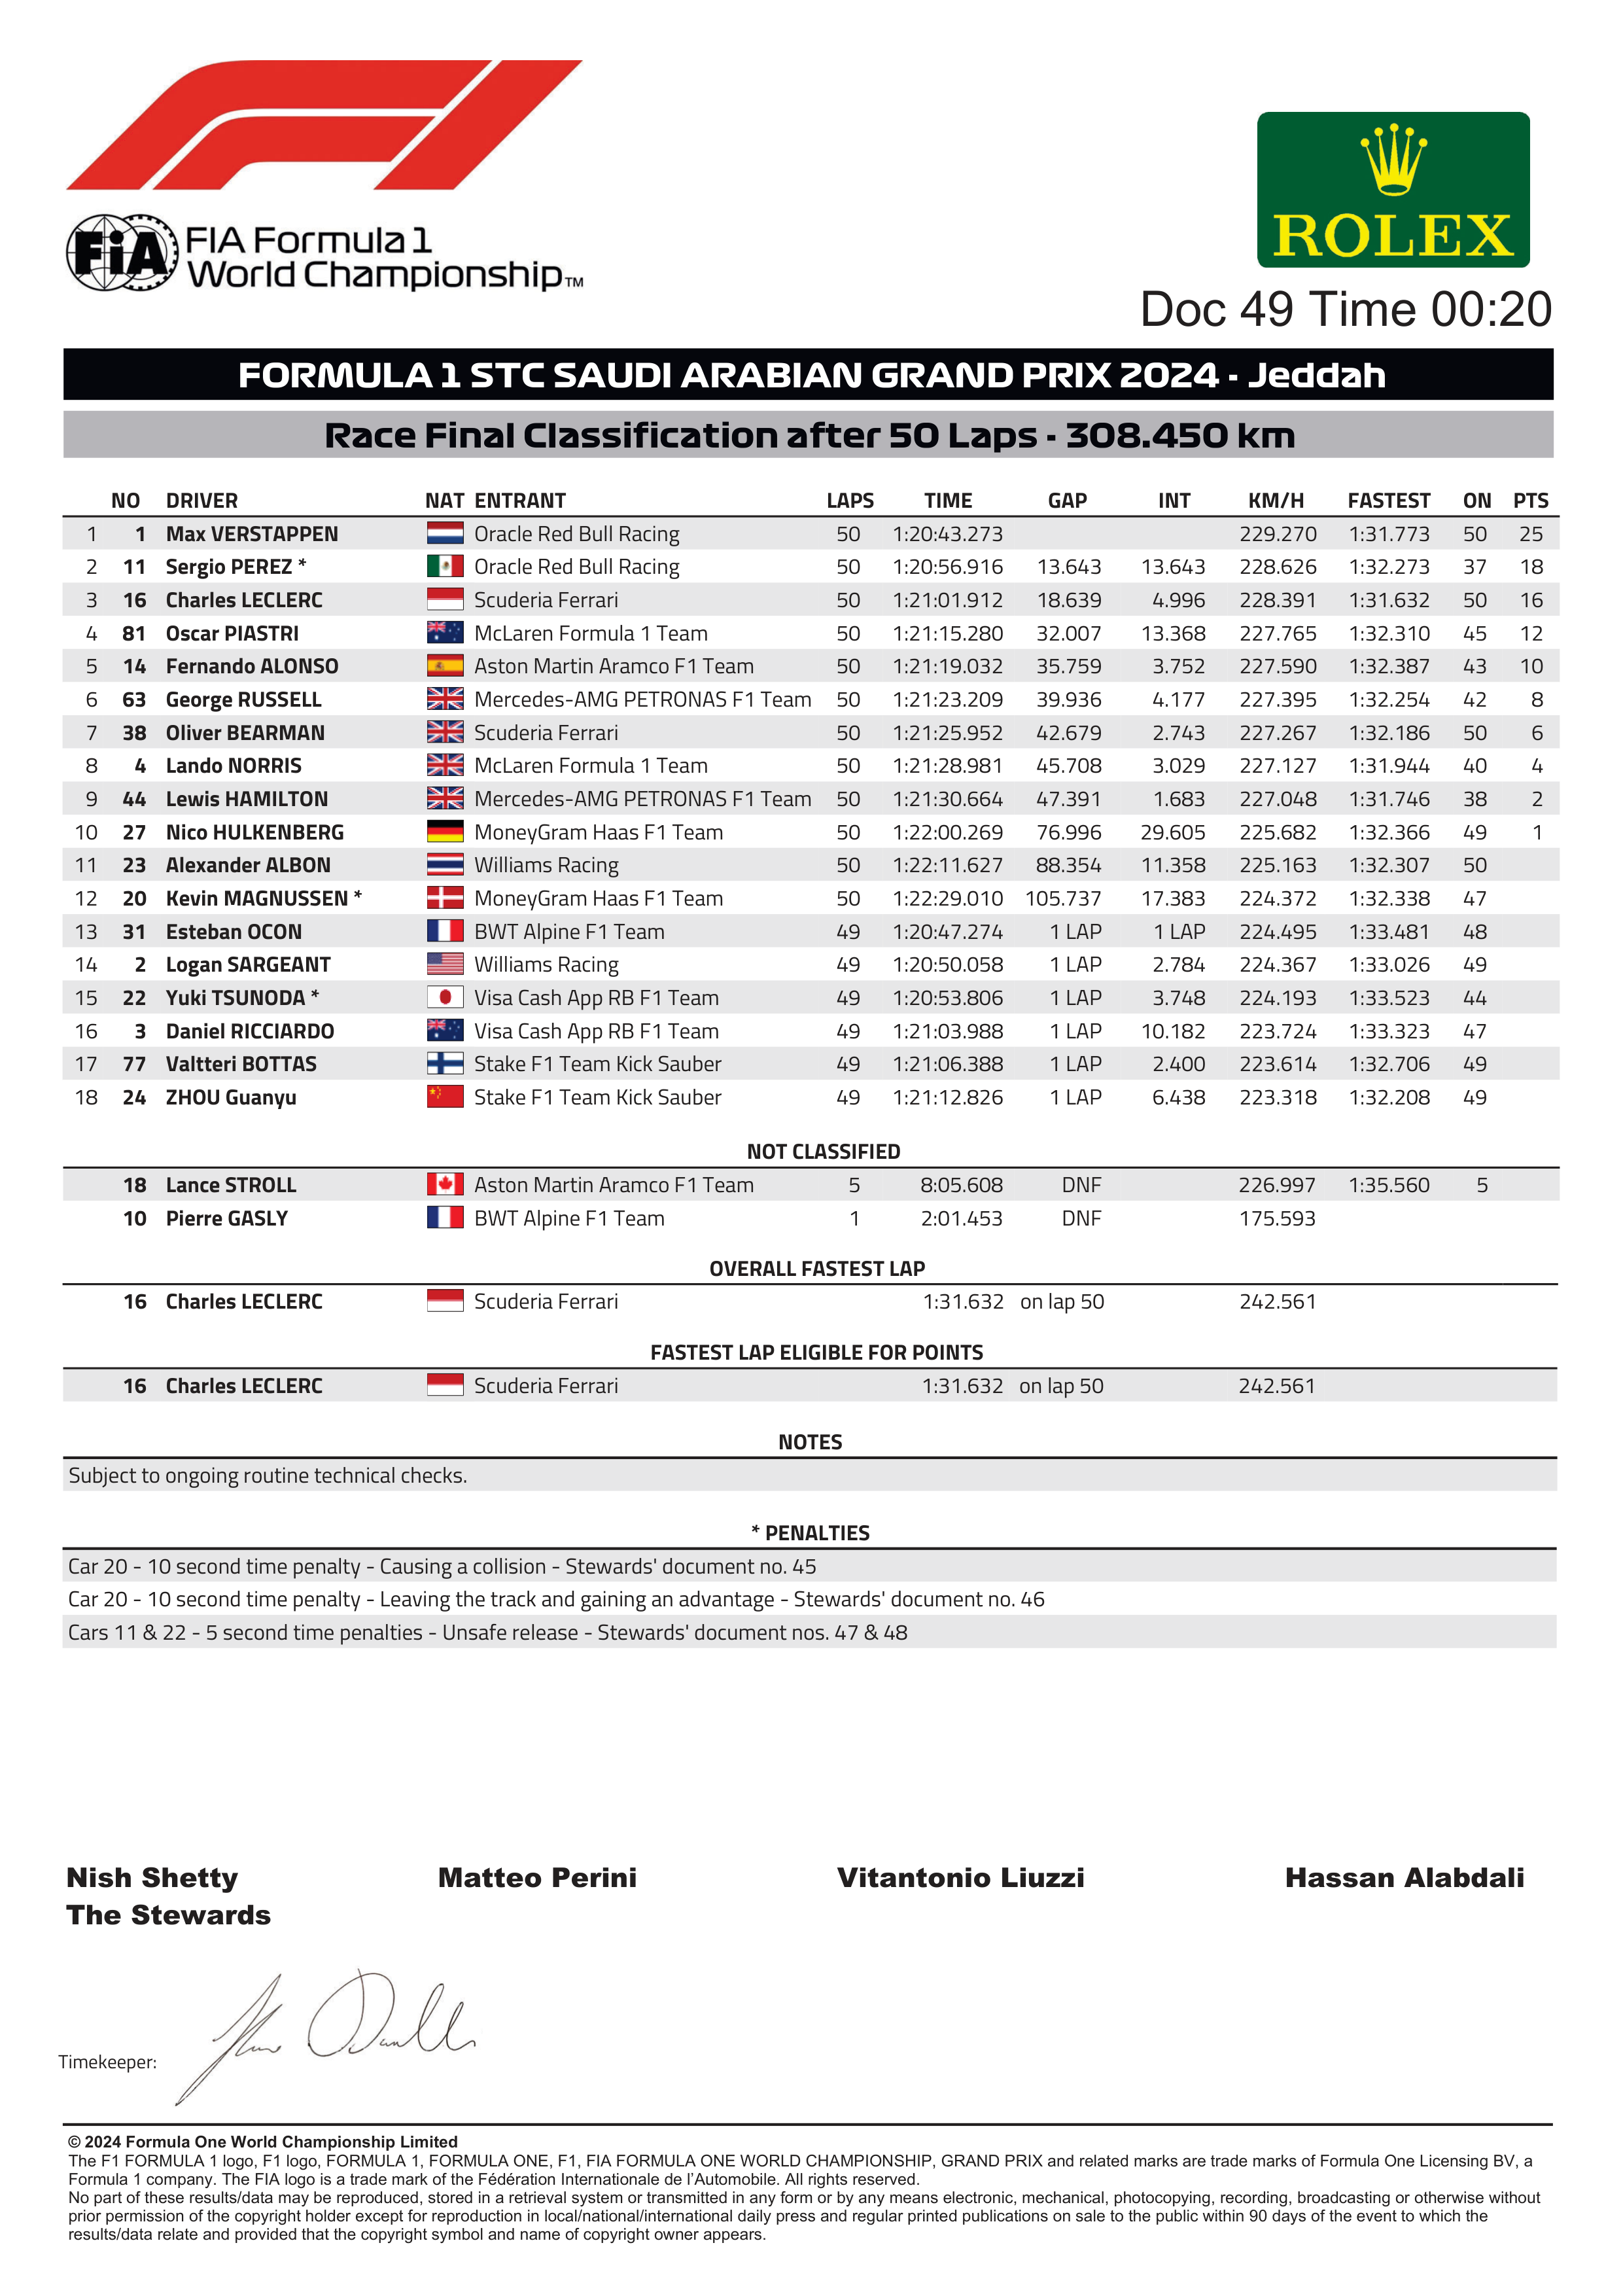 FIA FIA Formula 1
World Championship™
ROLEX
Doc 49 Time 00:20
FORMULA 1 STC SAUDI ARABIAN GRAND PRIX 2024 - Jeddah
Race Final Classification after 50 Laps - 308.450 km
NO DRIVER NAT ENTRANT LAPS TIME GAP INT KM/H FASTEST ON PTS
1 1 Max VERSTAPPEN Oracle Red Bull Racing 50 1:20:43.273 229.270 1:31.773 50 25
2 11 Sergio PEREZ * Oracle Red Bull Racing 50 1:20:56.916 13.643 13.643 228.626 1:32.273 37 18
3 16 Charles LECLERC Scuderia Ferrari 50 1:21:01.912 18.639 4.996 228.391 1:31.632 50 16
4 81 Oscar PIASTRI McLaren Formula 1 Team 50 1:21:15.280 32.007 13.368 227.765 1:32.310 45 12
5 14 Fernando ALONSO Aston Martin Aramco F1 Team 50 1:21:19.032 35.759 3.752 227.590 1:32.387 43 10
6 63 George RUSSELL Mercedes-AMG PETRONAS F1 Team 50 1:21:23.209 39.936 4.177 227.395 1:32.254 42 8
7 38 Oliver BEARMAN Scuderia Ferrari 50 1:21:25.952 42.679 2.743 227.267 1:32.186 50 6
8 4 Lando NORRIS McLaren Formula 1 Team 50 1:21:28.981 45.708 3.029 227.127 1:31.944 40 4
9 44 Lewis HAMILTON Mercedes-AMG PETRONAS F1 Team 50 1:21:30.664 47.391 1.683 227.048 1:31.746 38 2
10 27 Nico HULKENBERG MoneyGram Haas F1 Team 50 1:22:00.269 76.996 29.605 225.682 1:32.366 49 1
11 23 Alexander ALBON Williams Racing 50 1:22:11.627 88.354 11.358 225.163 1:32.307 50
12 20 Kevin MAGNUSSEN * MoneyGram Haas F1 Team 50 1:22:29.010 105.737 17.383 224.372 1:32.338 47
13 31 Esteban OCON BWT Alpine F1 Team 49 1:20:47.274 1 LAP 1 LAP 224.495 1:33.481 48
14 2 Logan SARGEANT Williams Racing 49 1:20:50.058 1 LAP 2.784 224.367 1:33.026 49
15 22 Yuki TSUNODA * Visa Cash App RB F1 Team 49 1:20:53.806 1 LAP 3.748 224.193 1:33.523 44
16 3 Daniel RICCIARDO Visa Cash App RB F1 Team 49 1:21:03.988 1 LAP 10.182 223.724 1:33.323 47
17 77 Valtteri BOTTAS Stake F1 Team Kick Sauber 49 1:21:06.388 1 LAP 2.400 223.614 1:32.706 49
18 24 ZHOU Guanyu Stake F1 Team Kick Sauber 49 1:21:12.826 1 LAP 6.438 223.318 1:32.208 49
NOT CLASSIFIED
18 Lance STROLL Aston Martin Aramco F1 Team 5 8:05.608 DNF 226.997 1:35.560 5
10 Pierre GASLY BWT Alpine F1 Team 1 2:01.453 DNF 175.593
OVERALL FASTEST LAP
16 Charles LECLERC Scuderia Ferrari 1:31.632 on lap 50 242.561
FASTEST LAP ELIGIBLE FOR POINTS
16 Charles LECLERC Scuderia Ferrari 1:31.632 on lap 50 242.561
NOTES
Subject to ongoing routine technical checks.
* PENALTIES
Car 20 - 10 second time penalty - Causing a collision - Stewards' document no. 45
Car 20 - 10 second time penalty - Leaving the track and gaining an advantage - Stewards' document no. 46
Cars 11 & 22 - 5 second time penalties - Unsafe release - Stewards' document nos. 47 & 48
Nish Shetty Matteo Perini Vitantonio Liuzzi Hassan Alabdali
The Stewards
Timekeeper:
© 2024 Formula One World Championship Limited
The F1 FORMULA 1 logo, F1 logo, FORMULA 1, FORMULA ONE, F1, FIA FORMULA ONE WORLD CHAMPIONSHIP, GRAND PRIX and related marks are trade marks of Formula One Licensing BV, a
Formula 1 company. The FIA logo is a trade mark of the Fédération Internationale de l’Automobile. All rights reserved.
No part of these results/data may be reproduced, stored in a retrieval system or transmitted in any form or by any means electronic, mechanical, photocopying, recording, broadcasting or otherwise without
prior permission of the copyright holder except for reproduction in local/national/international daily press and regular printed publications on sale to the public within 90 days of the event to which the
results/data relate and provided that the copyright symbol and name of copyright owner appears.